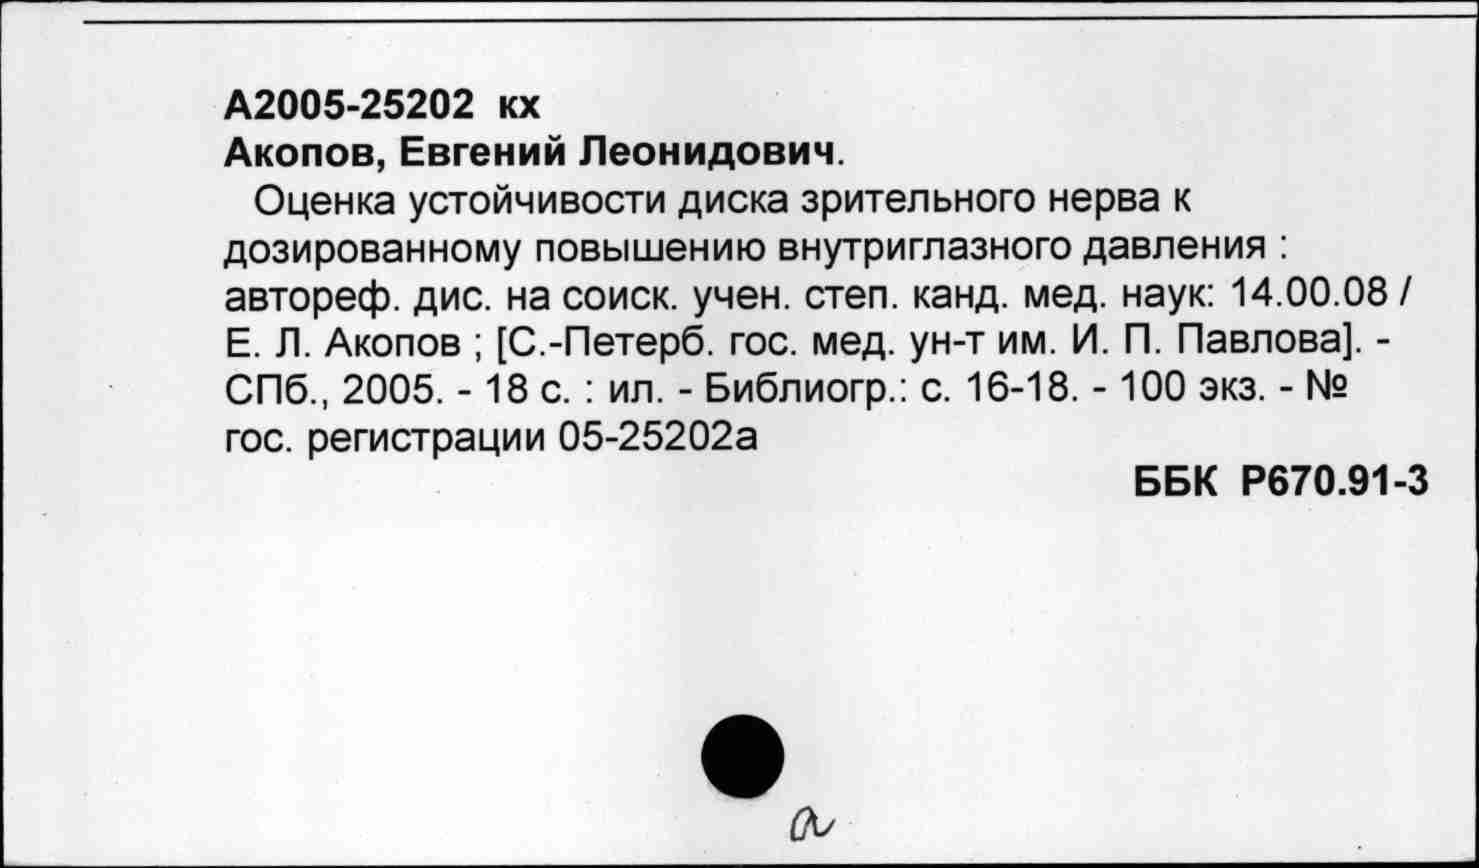 А2005-25202 кх
Акопов, Евгений Леонидович.
Оценка устойчивости диска зрительного нерва к
дозированному повышению внутриглазного давления :
автореф. дис. на соиск. учен. степ. канд. мед. наук: 14.00.08 /
Е. Л. Акопов ; [С.-Петерб. гос. мед. ун-т им. И. П. Павлова]. -
СПб., 2005. - 18 с. : ил. - Библиогр.: с. 16-18. - 100 экз. - №
гос. регистрации 05-25202а
ББК Р670.91-3
а